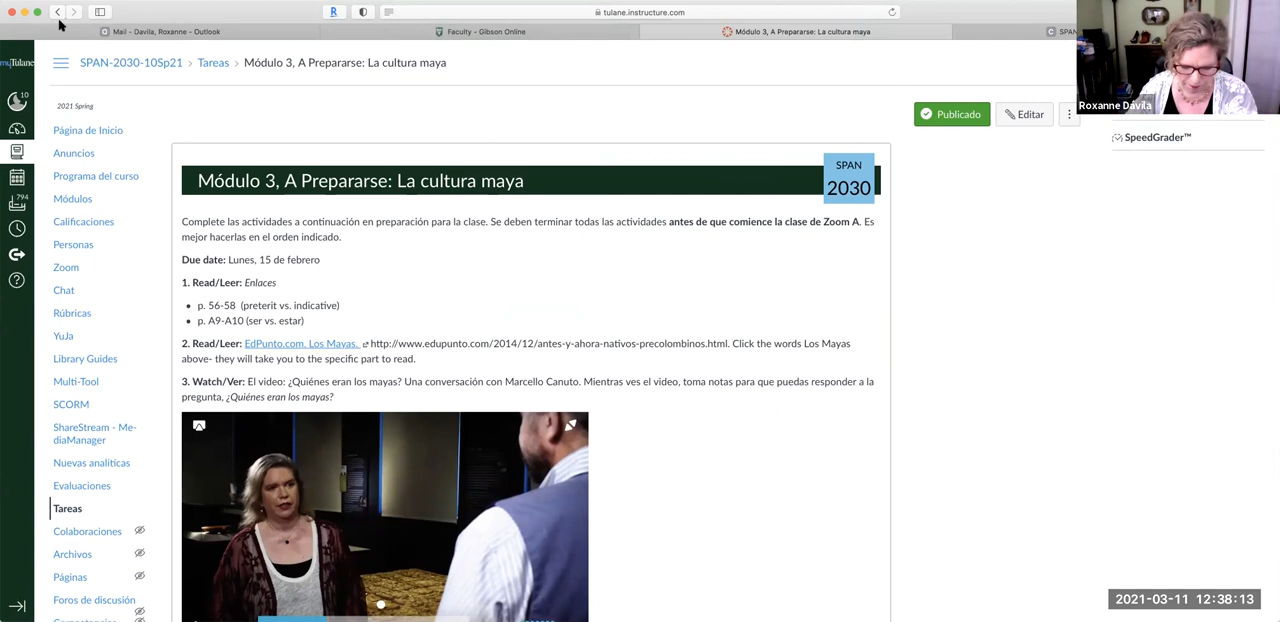 tulane.instructure.com
Mail - Davila, Roxanne - Outlook
Faculty - Gibson Online
Módulo 3, A Prepararse: La cultura maya
SPAN
myTulane
SPAN-2030-10Sp21 > Tareas > Módulo 3, A Prepararse: La cultura maya
Roxanne Dávila
10
794
2021 Spring
Página de Inicio
Anuncios
Programa del curso
Módulos
Calificaciones
Personas
Zoom
Chat
Rúbricas
YuJa
Library Guides
Multi-Tool
SCORM
ShareStream - Me-
diaManager
Nuevas analíticas
Evaluaciones
Tareas
Colaboraciones
Archivos
Páginas
Foros de discusión
Publicado
Editar
SpeedGrader™
Módulo 3, A Prepararse: La cultura maya
SPAN
2030
Complete las actividades a continuación en preparación para la clase. Se deben terminar todas las actividades antes de que comience la clase de Zoom A. Es
mejor hacerlas en el orden indicado.
Due date: Lunes, 15 de febrero
1. Read/Leer: Enlaces
p. 56-58 (preterit vs. indicative)
p. A9-A10 (ser vs. estar)
2. Read/Leer: EdPunto.com. Los Mayas. http://www.edupunto.com/2014/12/antes-y-ahora-nativos-precolombinos.html. Click the words Los Mayas
above- they will take you to the specific part to read.
3. Watch/Ver: El video: ¿Quiénes eran los mayas? Una conversación con Marcello Canuto. Mientras ves el video, toma notas para que puedas responder a la
pregunta, ¿Quiénes eran los mayas?
2021-03-11 12:38:13